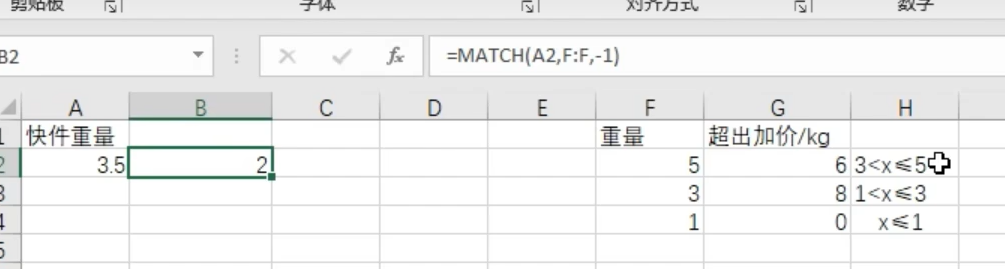 剪贴板 字体 对齐方式 数字
B2 fx =MATCH(A2,F:F,-1)
A B C D E F G H
1 快件重量 重量 超出加价/kg
2 3.5 2 5 6 3<x≤5
3 3 8 1<x≤3
4 1 0 x≤1
5